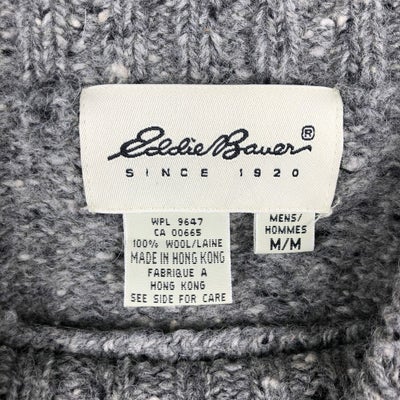 Eddie Bauer®
SINCE 1920
WPL 9647
CA 00665
100% WOOL/LAINE
MADE IN HONG KONG
FABRIQUA A
HONG KONG
SEE SIDE FOR CARE
MENS/
HOMMES
M/M